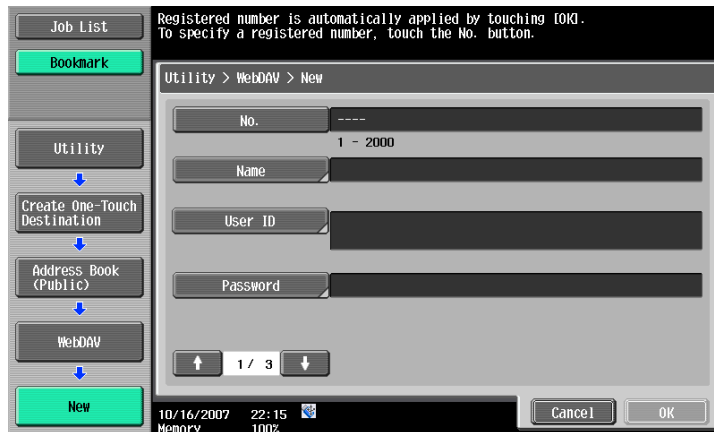 Job List
Bookmark
Registered number is automatically applied by touching [OK].
To specify a registered number, touch the No. button.
Utility > WebDAV > New
Utility
Create One-Touch
Destination
Address Book
(Public)
WebDAV
New
No.
----
1 - 2000
Name
User ID
Password
1/ 3
10/16/2007 22:15
Memory 100%
Cancel
OK